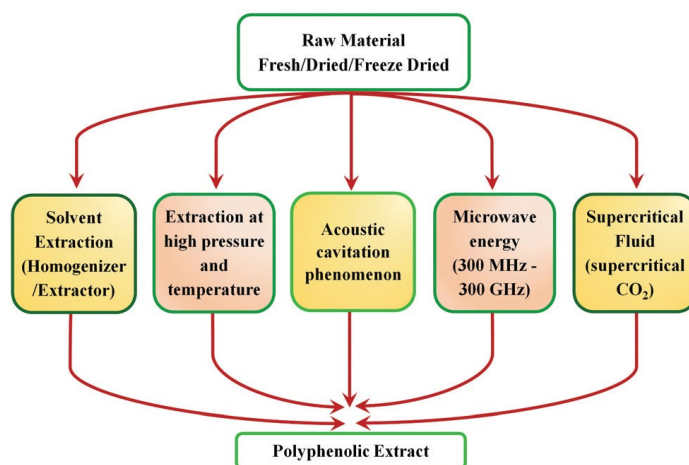 Raw Material
Fresh/Dried/Freeze Dried
Solvent
Extraction
(Homogenizer
/Extractor)
Extraction at
high pressure
and
temperature
Acoustic
cavitation
phenomenon
Microwave
energy
(300 MHz -
300 GHz)
Supercritical
Fluid
(supercritical
CO₂)
Polyphenolic Extract